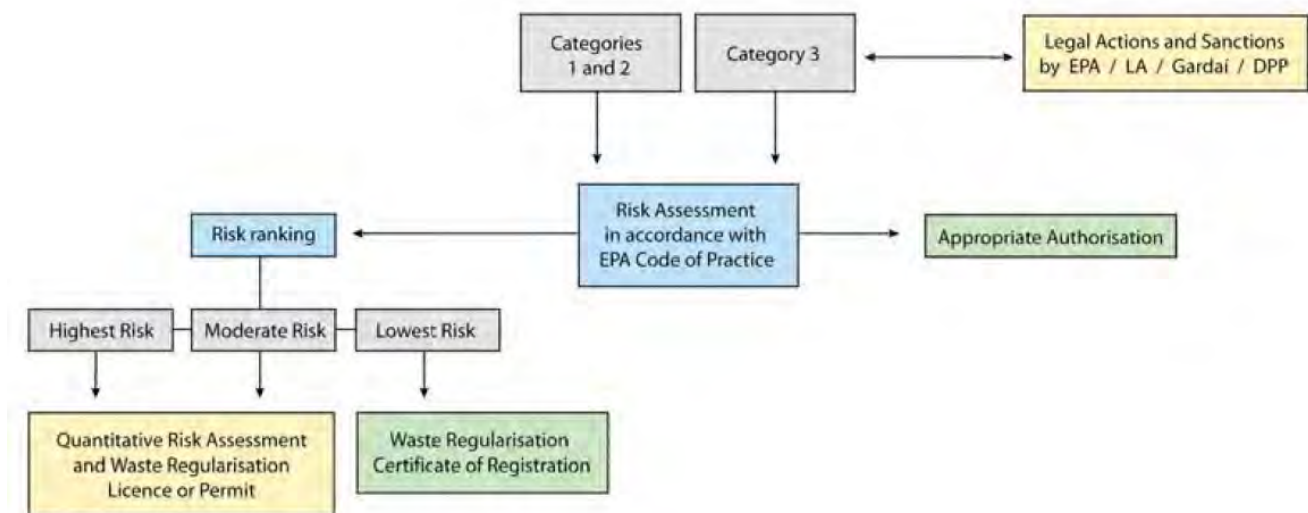 Categories
1 and 2
Category 3
Legal Actions and Sanctions
by EPA / LA / Gardaí / DPP
Risk Assessment
in accordance with
EPA Code of Practice
Risk ranking
Appropriate Authorisation
Highest Risk
Moderate Risk
Lowest Risk
Quantitative Risk Assessment
and Waste Regularisation
Licence or Permit
Waste Regularisation
Certificate of Registration